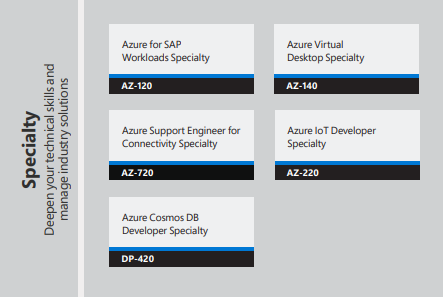 Specialty
Deepen your technical skills and
manage industry solutions
Azure for SAP
Workloads Specialty
AZ-120
Azure Virtual
Desktop Specialty
AZ-140
Azure Support Engineer for
Connectivity Specialty
AZ-720
Azure IoT Developer
Specialty
AZ-220
Azure Cosmos DB
Developer Specialty
DP-420